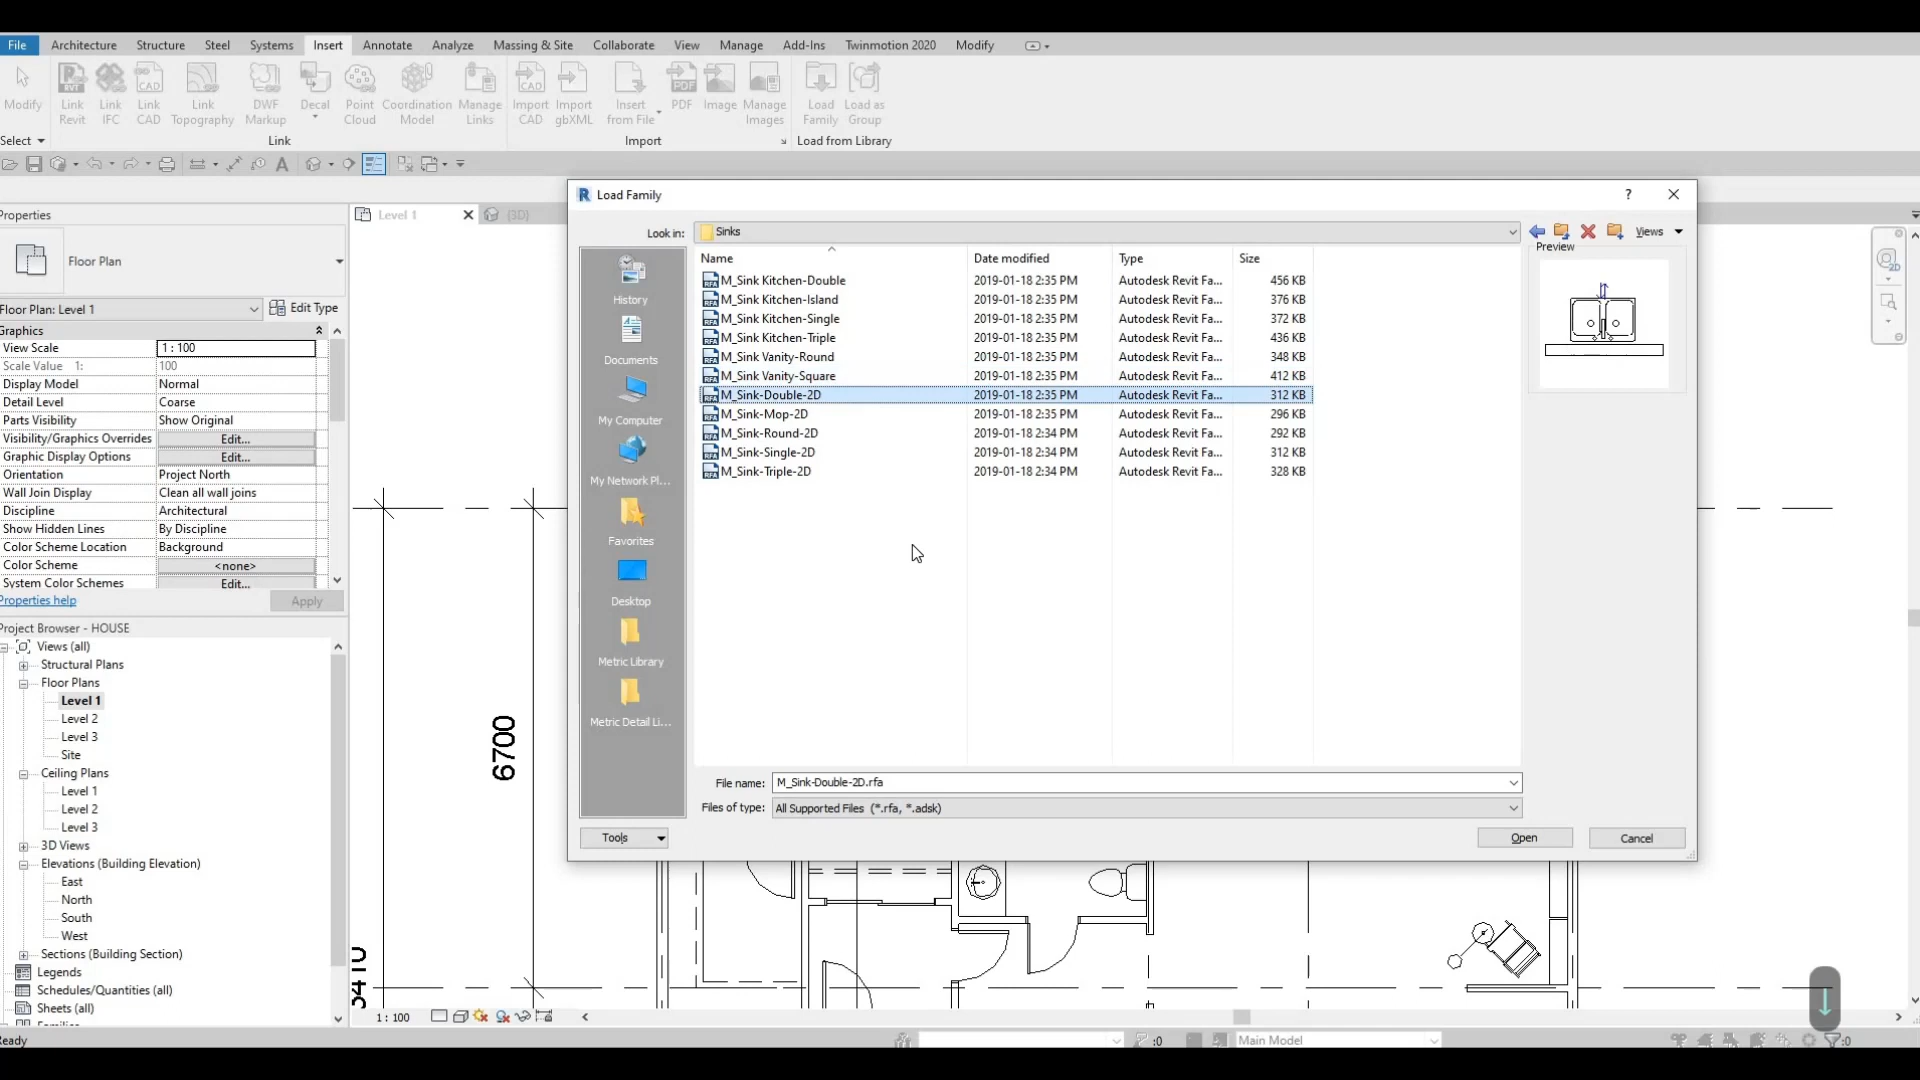 File Architecture Structure Steel Systems Insert Annotate Analyze Massing & Site Collaborate View Manage Add-Ins Twinmotion 2020 Modify
Modify Link Revit Link IFC Link CAD Link Topography DWF Markup Decal Point Cloud Coordination Model Manage Links Import CAD Import gbXML Insert from File PDF Image Manage Images Load Family Load as Group
Select Link Import Load from Library
Load Family
Properties
Level 1
{3D}
Look in: Sinks Views
Preview
Floor Plan
Floor Plan: Level 1 Edit Type
Graphics
View Scale 1 : 100
Scale Value 1: 100
Display Model Normal
Detail Level Coarse
Parts Visibility Show Original
Visibility/Graphics Overrides Edit...
Graphic Display Options Edit...
Orientation Project North
Wall Join Display Clean all wall joins
Discipline Architectural
Show Hidden Lines By Discipline
Color Scheme Location Background
Color Scheme <none>
System Color Schemes Edit...
Properties help Apply
Name Date modified Type Size
M_Sink Kitchen-Double 2019-01-18 2:35 PM Autodesk Revit Fa... 456 KB
M_Sink Kitchen-Island 2019-01-18 2:35 PM Autodesk Revit Fa... 376 KB
M_Sink Kitchen-Single 2019-01-18 2:35 PM Autodesk Revit Fa... 372 KB
M_Sink Kitchen-Triple 2019-01-18 2:35 PM Autodesk Revit Fa... 436 KB
M_Sink Vanity-Round 2019-01-18 2:35 PM Autodesk Revit Fa... 348 KB
M_Sink Vanity-Square 2019-01-18 2:35 PM Autodesk Revit Fa... 412 KB
M_Sink-Double-2D 2019-01-18 2:35 PM Autodesk Revit Fa... 312 KB
M_Sink-Mop-2D 2019-01-18 2:35 PM Autodesk Revit Fa... 296 KB
M_Sink-Round-2D 2019-01-18 2:34 PM Autodesk Revit Fa... 292 KB
M_Sink-Single-2D 2019-01-18 2:34 PM Autodesk Revit Fa... 312 KB
M_Sink-Triple-2D 2019-01-18 2:34 PM Autodesk Revit Fa... 328 KB
History
Documents
My Computer
My Network Pl...
Favorites
Desktop
Metric Library
Metric Detail Li...
File name: M_Sink-Double-2D.rfa
Files of type: All Supported Files (*.rfa, *.adsk)
Tools Open Cancel
Project Browser - HOUSE
Views (all)
Structural Plans
Floor Plans
Level 1
Level 2
Level 3
Site
Ceiling Plans
Level 1
Level 2
Level 3
3D Views
Elevations (Building Elevation)
East
North
South
West
Sections (Building Section)
Legends
Schedules/Quantities (all)
Sheets (all)
6700
1 : 100
Ready
:0
Main Model
:0